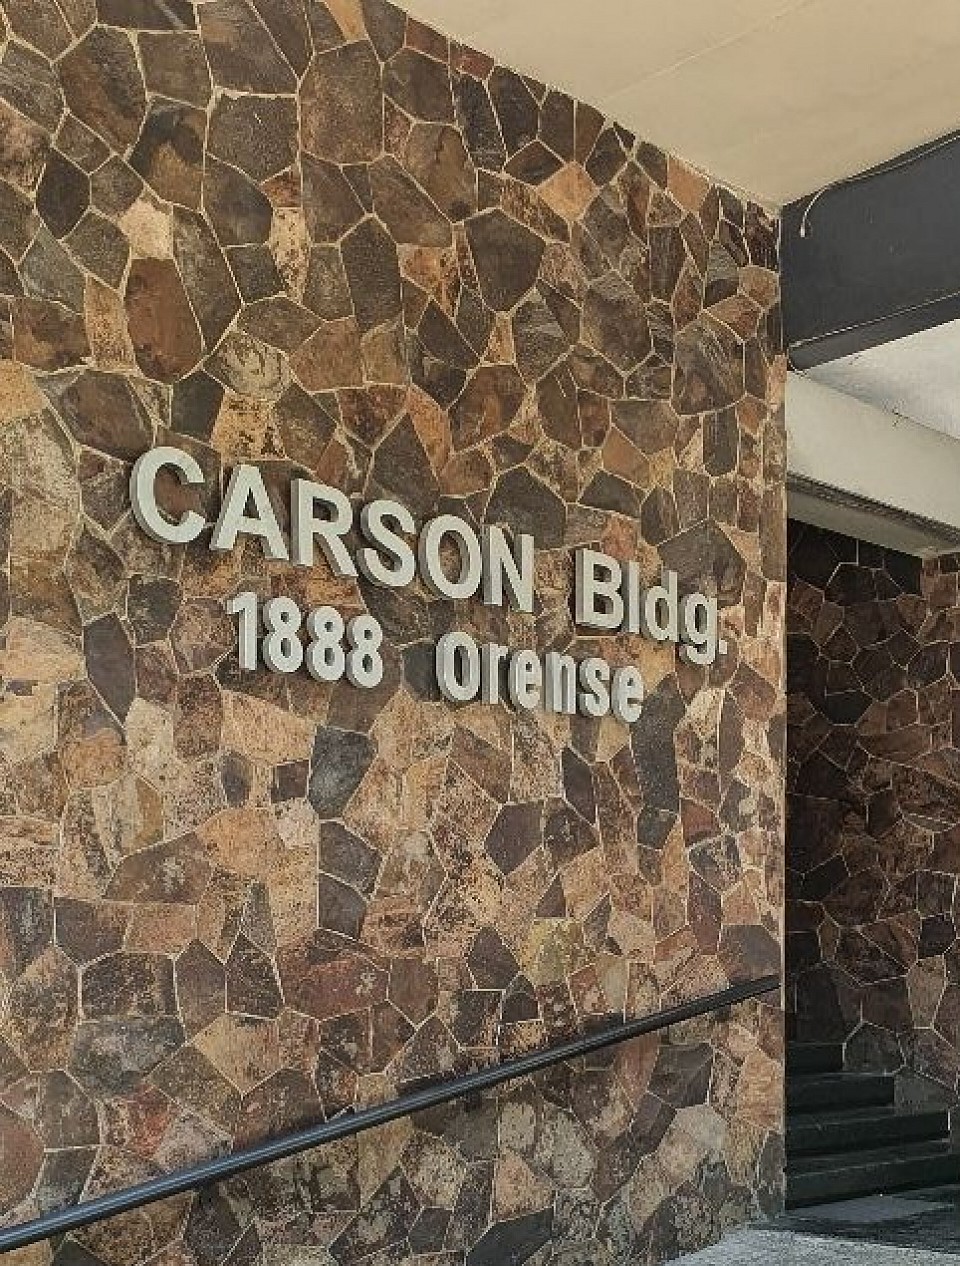 CARSON Bldg.
1888 orense